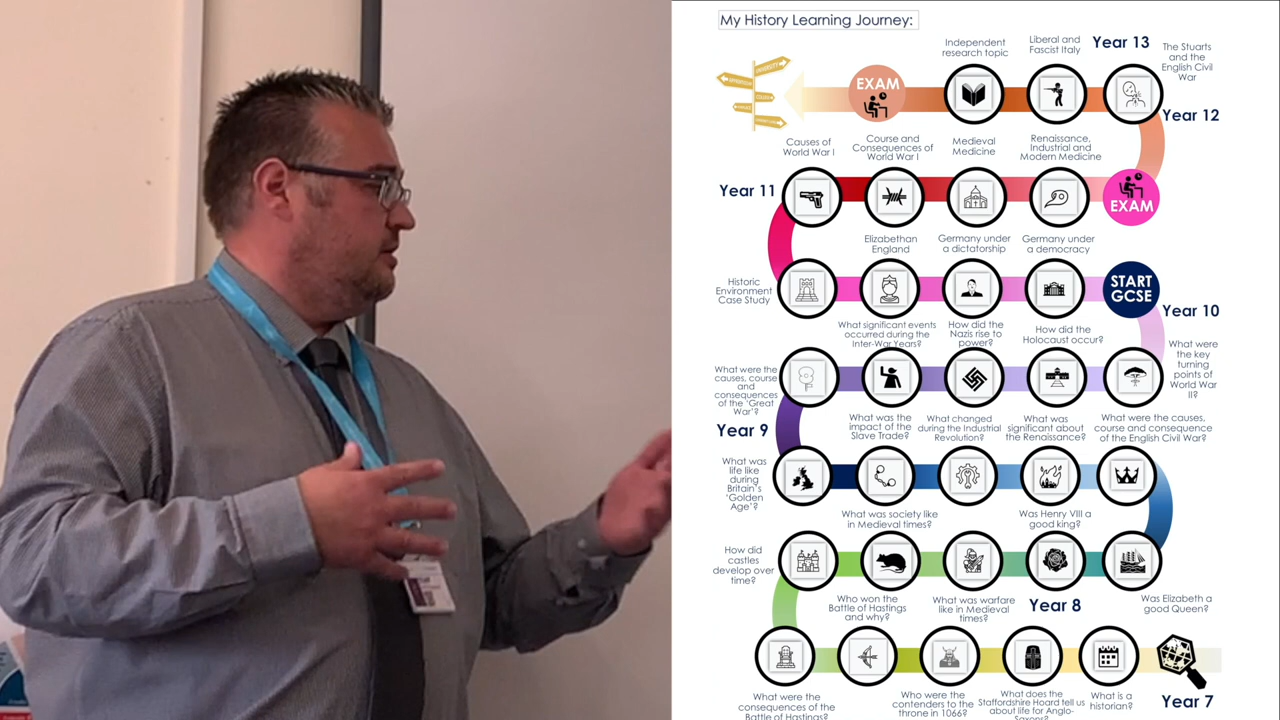 My History Learning Journey:
Independent
research topic
Liberal and
Fascist Italy
Year 13
The Stuarts
and the
English Civil
War
UNIVERSITY
EXAM
Year 12
Causes of
World War I
Course and
Consequences of
World War I
Medieval
Medicine
Renaissance,
Industrial and
Modern Medicine
Year 11
EXAM
Elizabethan
England
Germany under
a dictatorship
Germany under
a democracy
Historic
Environment
Case Study
START
GCSE
Year 10
What significant events
occurred during the
Inter-War Years?
How did the
Nazis rise to
power?
How did the
Holocaust occur?
What were
the key
turning
points of
World War
II?
What were the
causes, course
and
consequences
of the 'Great
War'?
What was the
impact of the
Slave Trade?
What changed
during the Industrial
Revolution?
What was
significant about
the Renaissance?
What were the causes,
course and consequence
of the English Civil War?
Year 9
What was
life like
during
Britain's
'Golden
Age'?
What was society like
in Medieval times?
Was Henry VIII a
good king?
How did
castles
develop over
time?
Who won the
Battle of Hastings
and why?
What was warfare
like in Medieval
times?
Year 8
Was Elizabeth a
good Queen?
What were the
consequences of the
Battle of Hastings?
Who were the
contenders to the
throne in 1066?
What does the
Staffordshire Hoard tell us
about life for Anglo-
Saxons?
What is a
historian?
Year 7